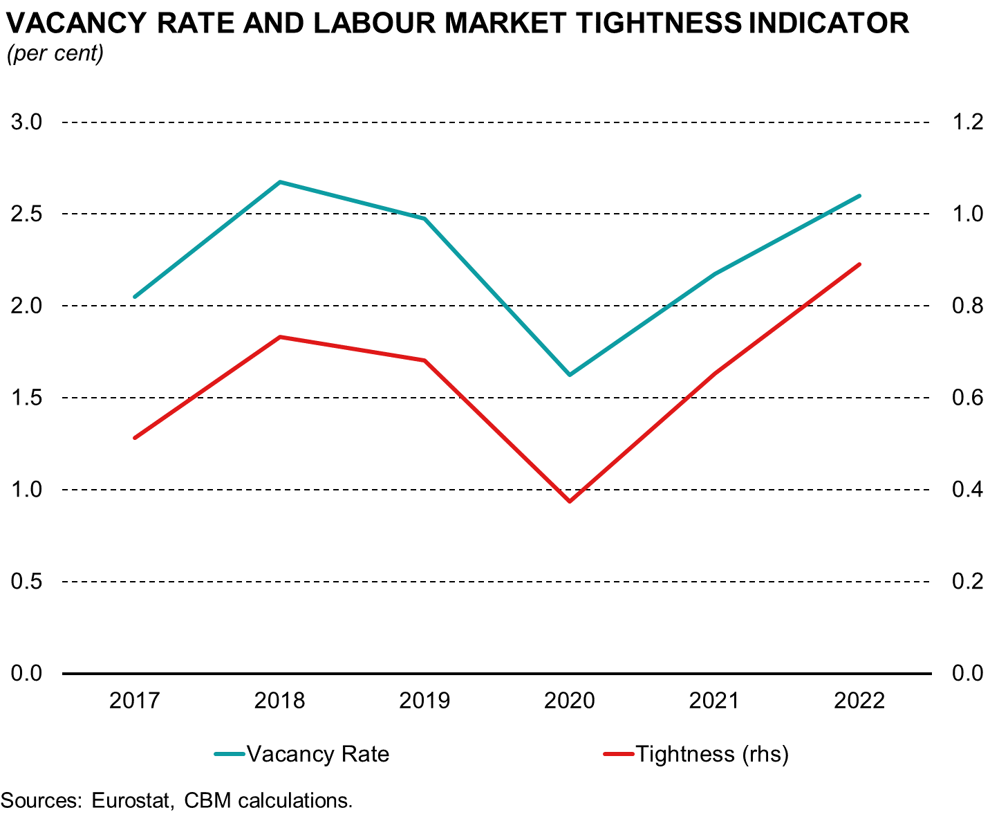 VACANCY RATE AND LABOUR MARKET TIGHTNESS INDICATOR
(per cent)
3.0 1.2
2.5 1.0
2.0 0.8
1.5 0.6
1.0 0.4
0.5 0.2
0.0 0.0
2017 2018 2019 2020 2021 2022
Vacancy Rate Tightness (rhs)
Sources: Eurostat, CBM calculations.